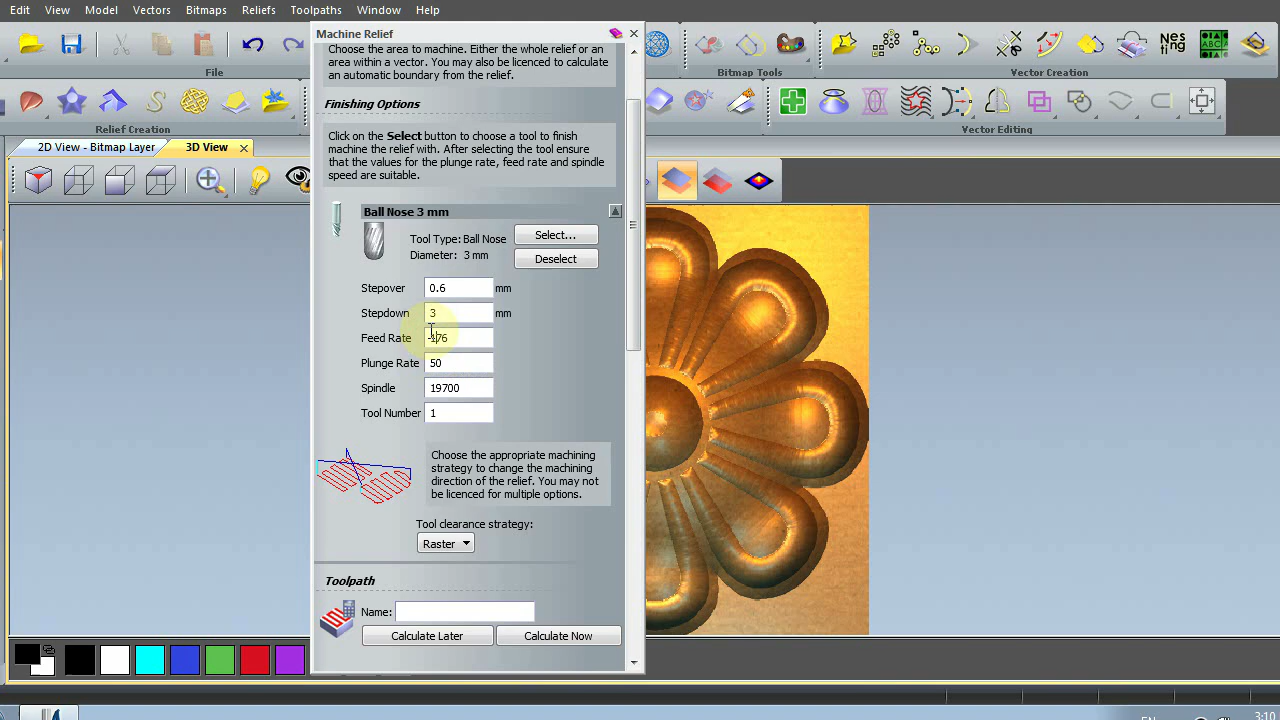 Edit View Model Vectors Bitmaps Reliefs Toolpaths Window Help
Machine Relief
Choose the area to machine. Either the whole relief or an
area within a vector. You may also be licenced to calculate
an automatic boundary from the relief.
Finishing Options
Click on the Select button to choose a tool to finish
machine the relief with. After selecting the tool ensure
that the values for the plunge rate, feed rate and spindle
speed are suitable.
Ball Nose 3 mm
Tool Type: Ball Nose
Diameter: 3 mm
Select...
Deselect
Stepover 0.6 mm
Stepdown 3 mm
Feed Rate
Plunge Rate 50
Spindle 19700
Tool Number 1
Choose the appropriate machining
strategy to change the machining
direction of the relief. You may not
be licenced for multiple options.
Tool clearance strategy:
Raster
Toolpath
Name:
Calculate Later Calculate Now
File
Relief Creation
2D View - Bitmap Layer 3D View
Bitmap Tools
Vector Creation
Nes
ting
ABC
Vector Editing
EN
3:10